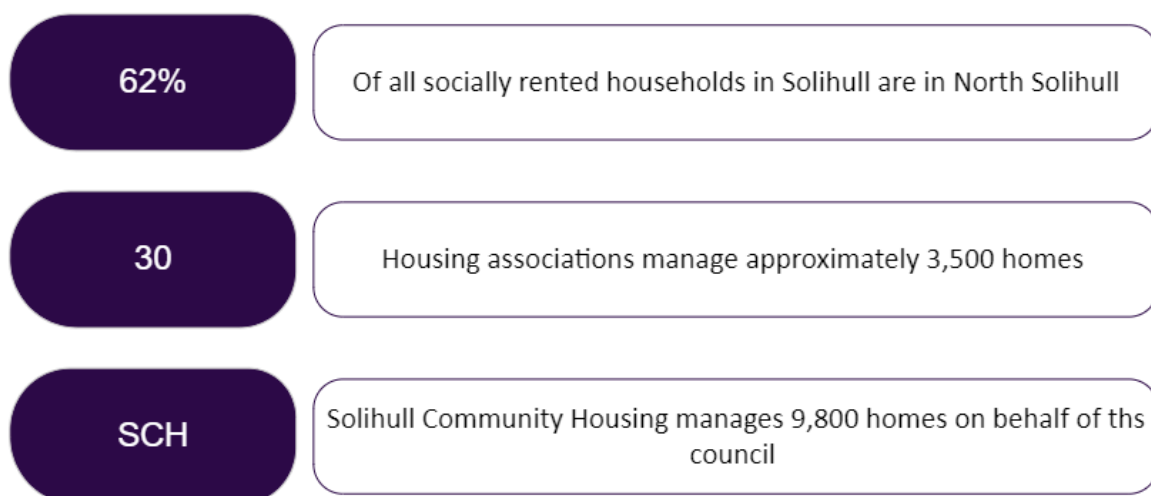 62%
Of all socially rented households in Solihull are in North Solihull
30
Housing associations manage approximately 3,500 homes
SCH
Solihull Community Housing manages 9,800 homes on behalf of ths
council